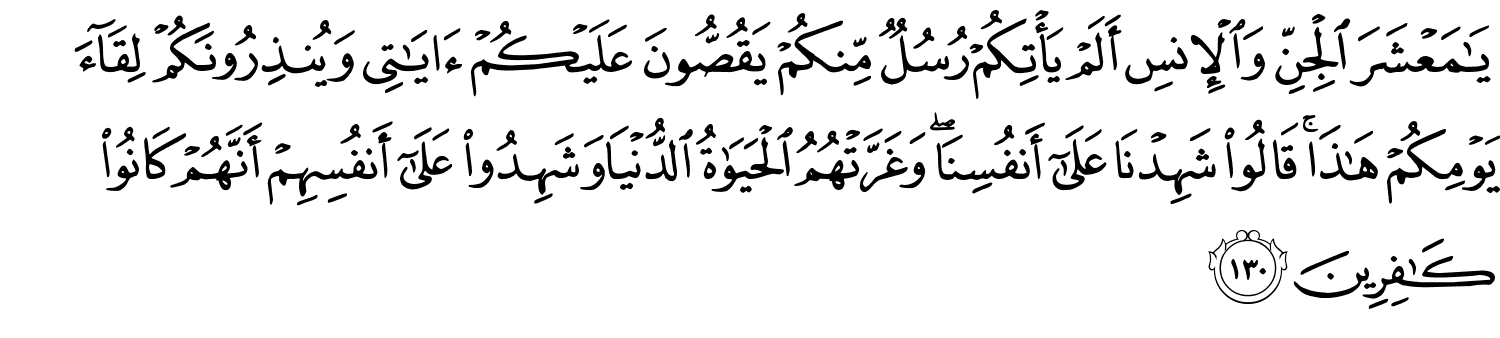 يَـٰمَعْشَرَ ٱلْجِنِّ وَٱلْإِنسِ أَلَمْ يَأْتِكُمْ رُسُلٌ مِّنكُمْ يَقُصُّونَ عَلَيْكُمْ ءَايَـٰتِى وَيُنذِرُونَكُمْ لِقَآءَ
يَوْمِكُمْ هَـٰذَا ۚ قَالُوا۟ شَهِدْنَا عَلَىٰٓ أَنفُسِنَا ۖ وَغَرَّتْهُمُ ٱلْحَيَوٰةُ ٱلدُّنْيَا وَشَهِدُوا۟ عَلَىٰٓ أَنفُسِهِمْ أَنَّهُمْ كَانُوا۟
كَـٰفِرِينَ ١٣٠